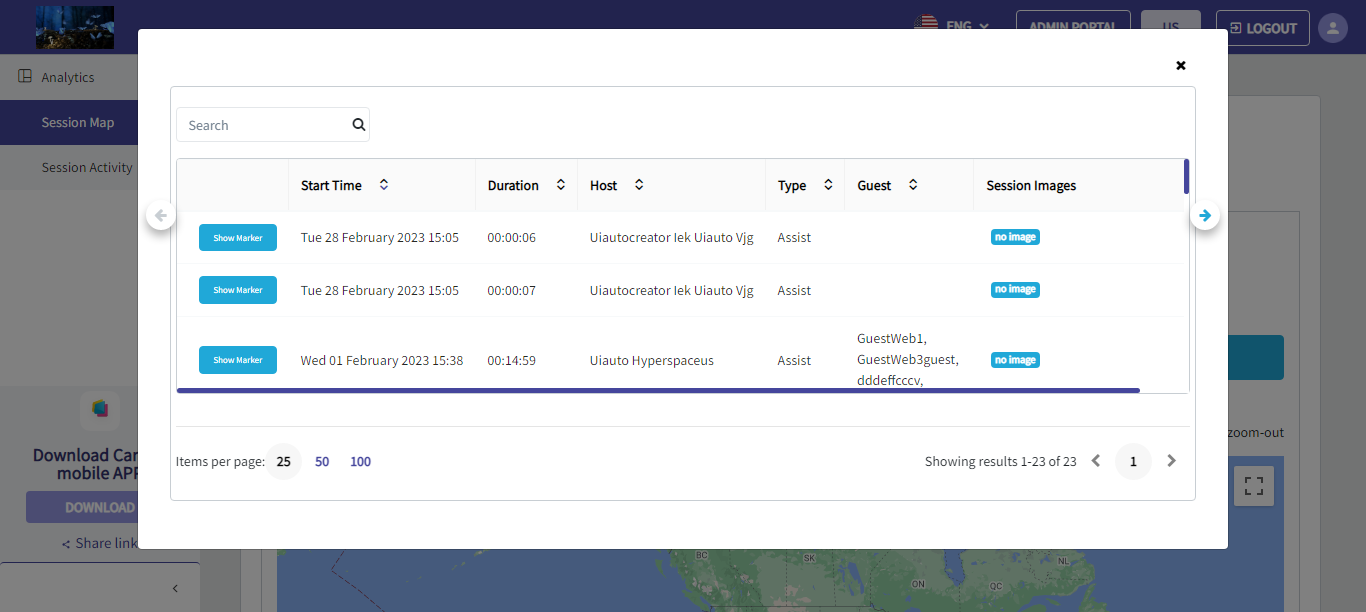 ENG
ADMIN PORTAL
US
LOGOUT
Analytics
Session Map
Session Activity
Search
Start Time
Duration
Host
Type
Guest
Session Images
Show Marker
Tue 28 February 2023 15:05
00:00:06
Uiautocreator Iek Uiauto Vjg
Assist
no image
Show Marker
Tue 28 February 2023 15:05
00:00:07
Uiautocreator Iek Uiauto Vjg
Assist
no image
Show Marker
Wed 01 February 2023 15:38
00:14:59
Uiauto Hyperspaceus
Assist
GuestWeb1,
GuestWeb3guest,
dddeffcccv,
no image
Items per page:
25
50
100
Showing results 1-23 of 23
1
Download
mobile
DOWNLOAD
Share link
zoom-out
BC
SK
ON
QC
NL